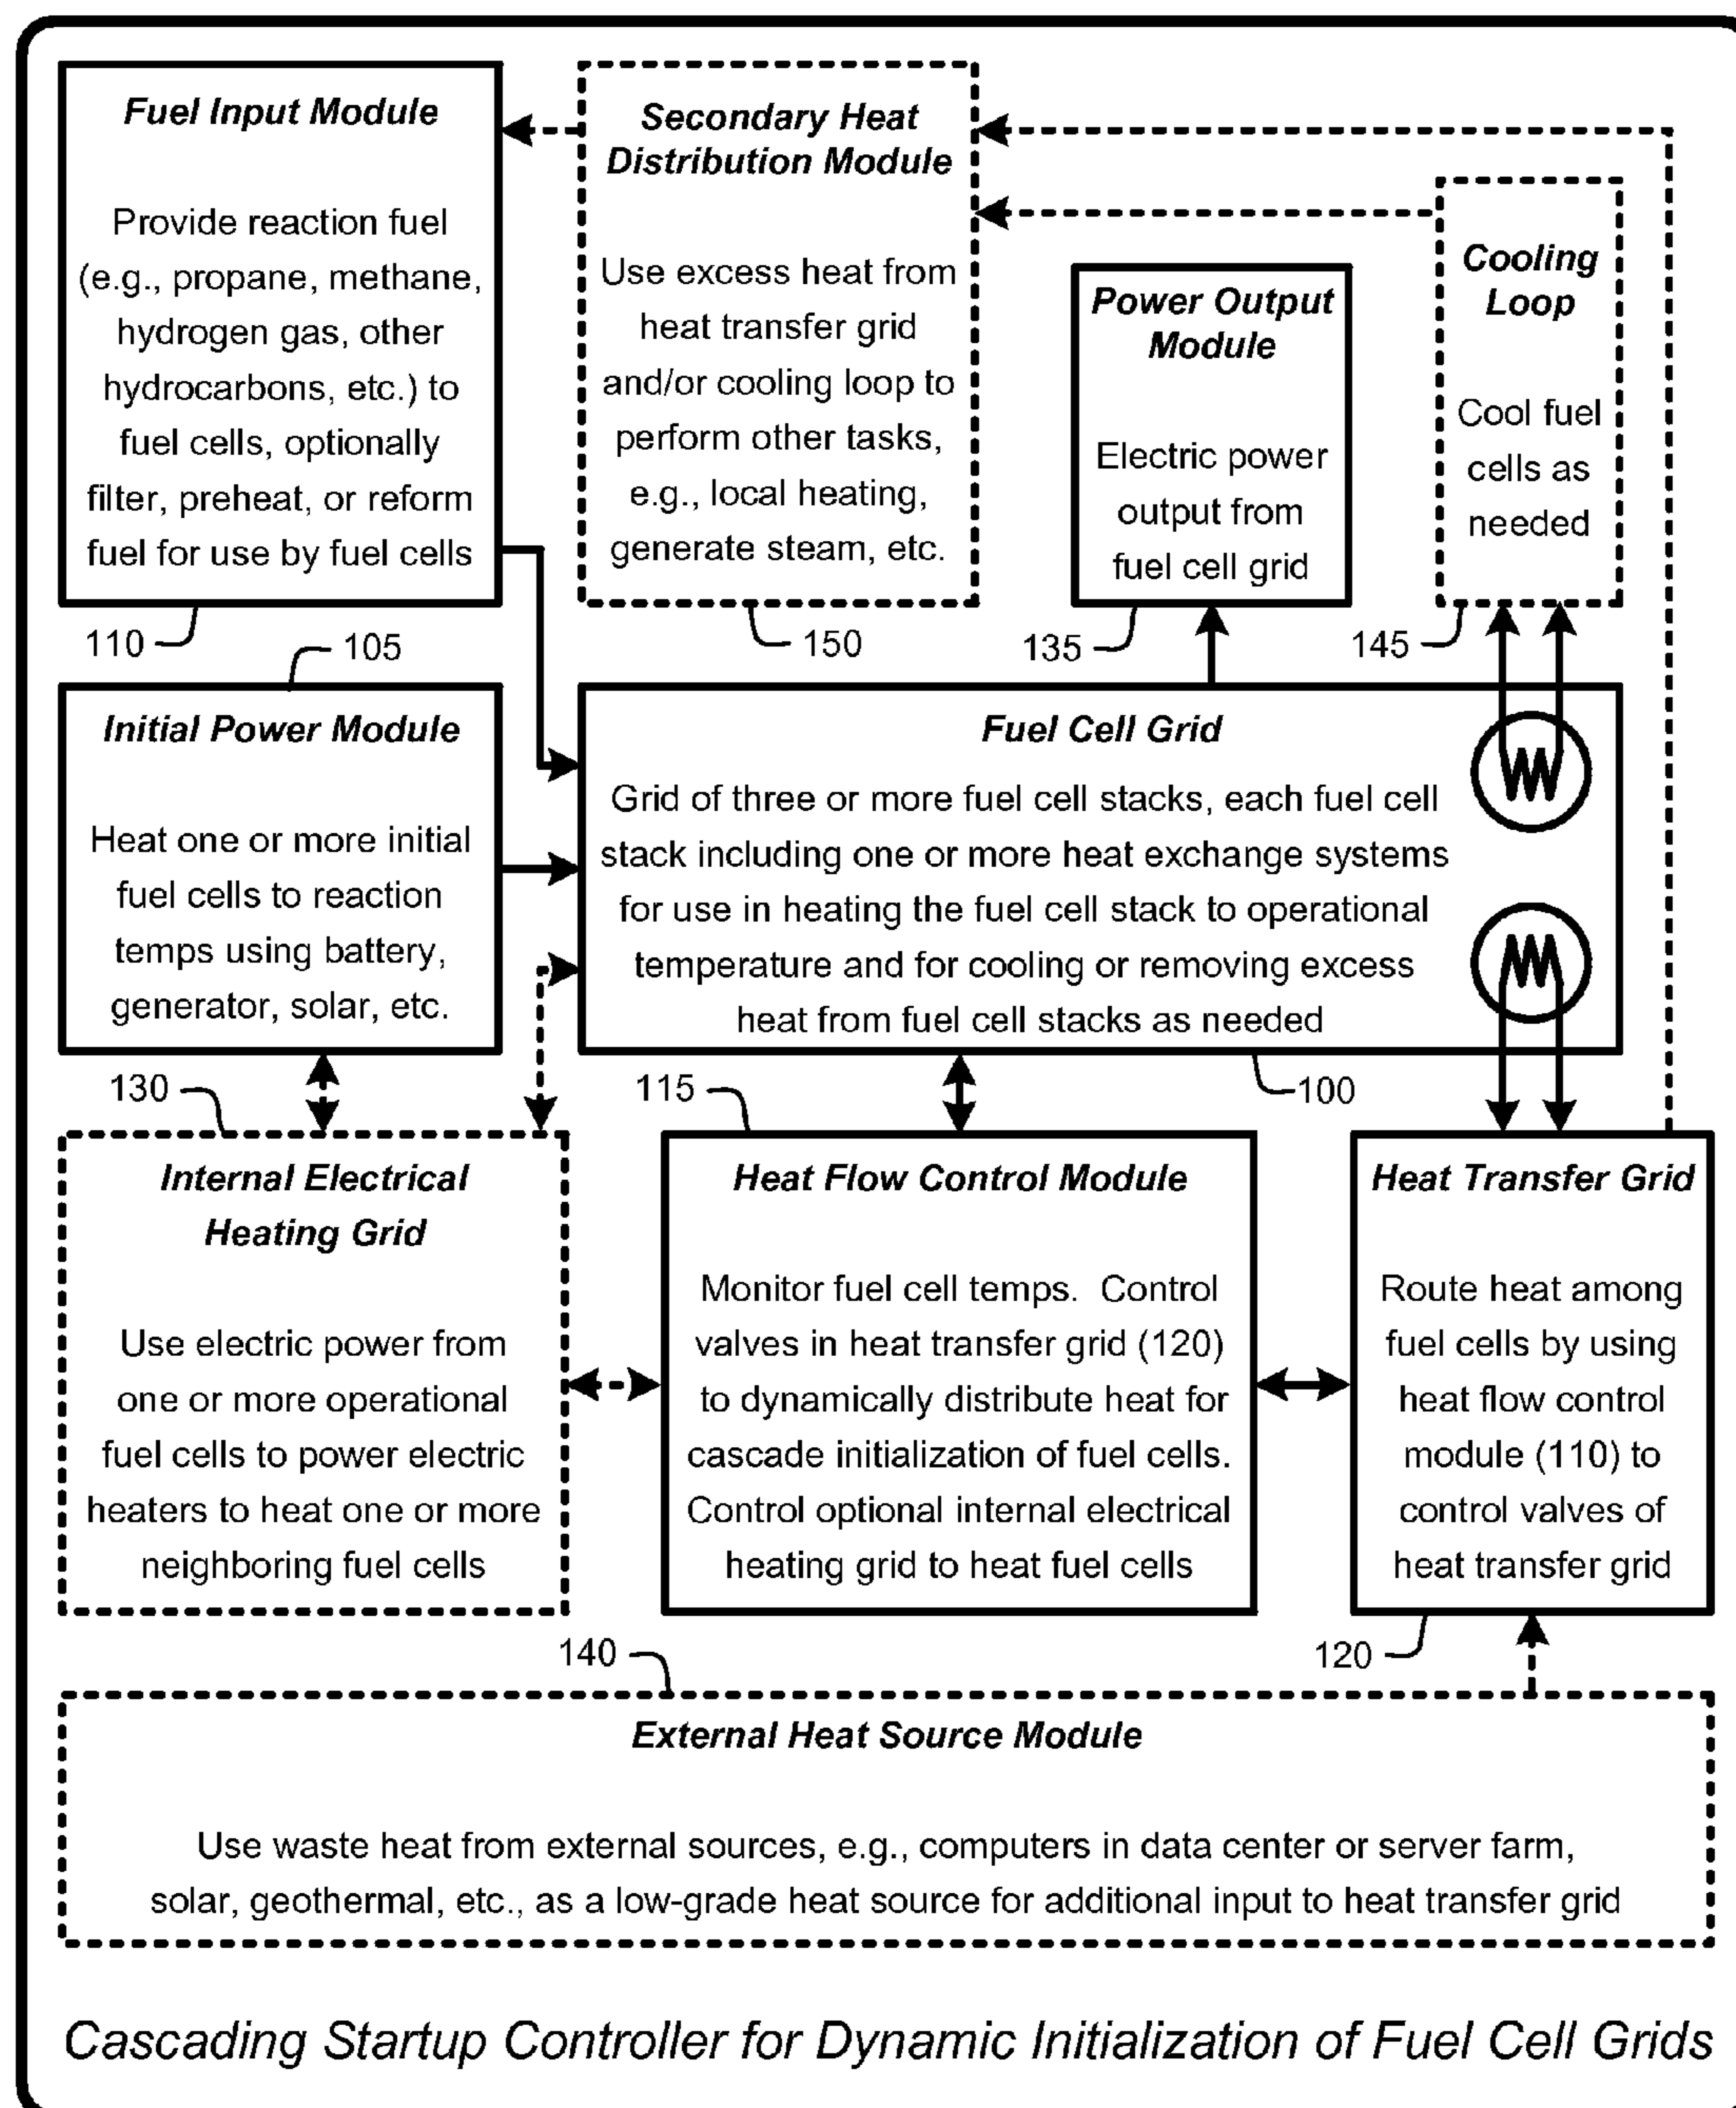 Fuel Input Module
Provide reaction fuel
(e.g., propane, methane,
hydrogen gas, other
hydrocarbons, etc.) to
fuel cells, optionally
filter, preheat, or reform
fuel for use by fuel cells
110
Secondary Heat
Distribution Module
Use excess heat from
heat transfer grid
and/or cooling loop to
perform other tasks,
e.g., local heating,
generate steam, etc.
150
Power Output
Module
Electric power
output from
fuel cell grid
135
Cooling
Loop
Cool fuel
cells as
needed
145
105
Initial Power Module
Heat one or more initial
fuel cells to reaction
temps using battery,
generator, solar, etc.
Fuel Cell Grid
Grid of three or more fuel cell stacks, each fuel cell
stack including one or more heat exchange systems
for use in heating the fuel cell stack to operational
temperature and for cooling or removing excess
heat from fuel cell stacks as needed
100
130
Internal Electrical
Heating Grid
Use electric power from
one or more operational
fuel cells to power electric
heaters to heat one or more
neighboring fuel cells
115
Heat Flow Control Module
Monitor fuel cell temps. Control
valves in heat transfer grid (120)
to dynamically distribute heat for
cascade initialization of fuel cells.
Control optional internal electrical
heating grid to heat fuel cells
Heat Transfer Grid
Route heat among
fuel cells by using
heat flow control
module (110) to
control valves of
heat transfer grid
120
140
External Heat Source Module
Use waste heat from external sources, e.g., computers in data center or server farm,
solar, geothermal, etc., as a low-grade heat source for additional input to heat transfer grid
Cascading Startup Controller for Dynamic Initialization of Fuel Cell Grids